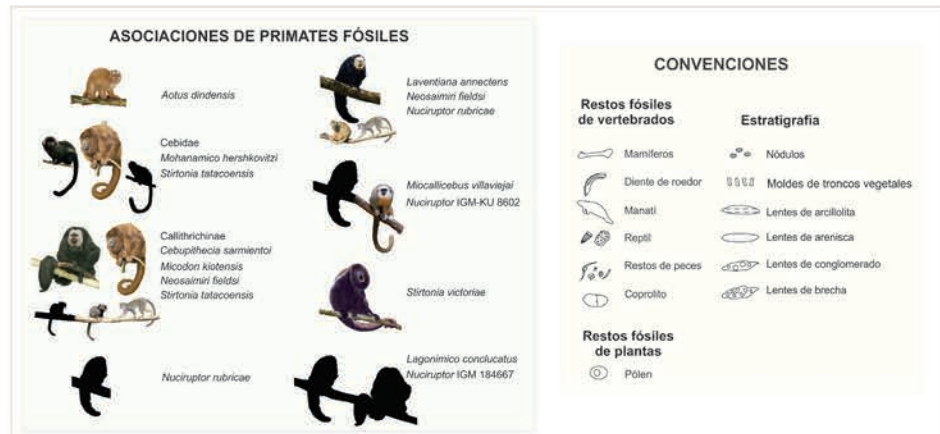 ASOCIACIONES DE PRIMATES FÓSILES
Aotus dindensis
Cebidae
Mohanamico hershkovitzi
Stirtonia tatacoensis
Callithrichinae
Cebupithecia sarmientoi
Micodon kiotensis
Neosaimiri fieldsi
Stirtonia tatacoensis
Nuciruptor rubricae
Laventiana annectens
Neosaimiri fieldsi
Nuciruptor rubricae
Miocallicebus villaviejai
Nuciruptor IGM-KU 8602
Stirtonia victoriae
Lagonimico conclucatus
Nuciruptor IGM 184667
CONVENCIONES
Restos fósiles
de vertebrados
Mamíferos
Diente de roedor
Manatí
Reptil
Restos de peces
Coprolito
Restos fósiles
de plantas
Pólen
Estratigrafia
Nódulos
Moldes de troncos vegetales
Lentes de arcillolita
Lentes de arenisca
Lentes de conglomerado
Lentes de brecha